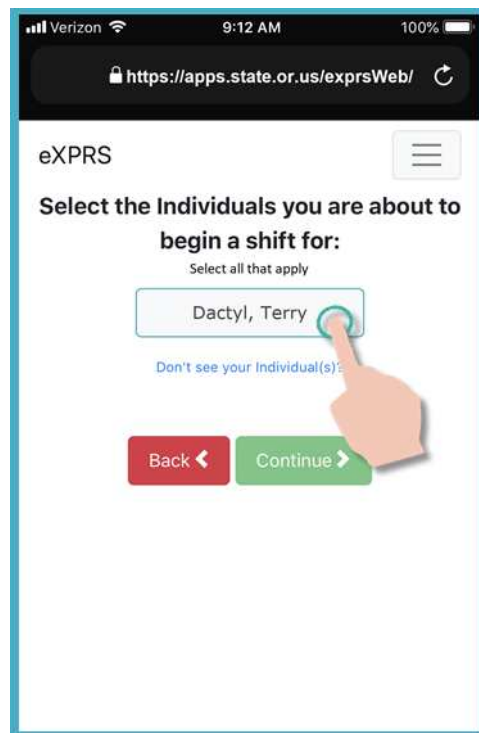 Verizon 9:12 AM 100%
https://apps.state.or.us/exprsWeb/
eXPRS
Select the Individuals you are about to
begin a shift for:
Select all that apply
Dactyl, Terry
Don't see your Individual(s)?
Back Continue